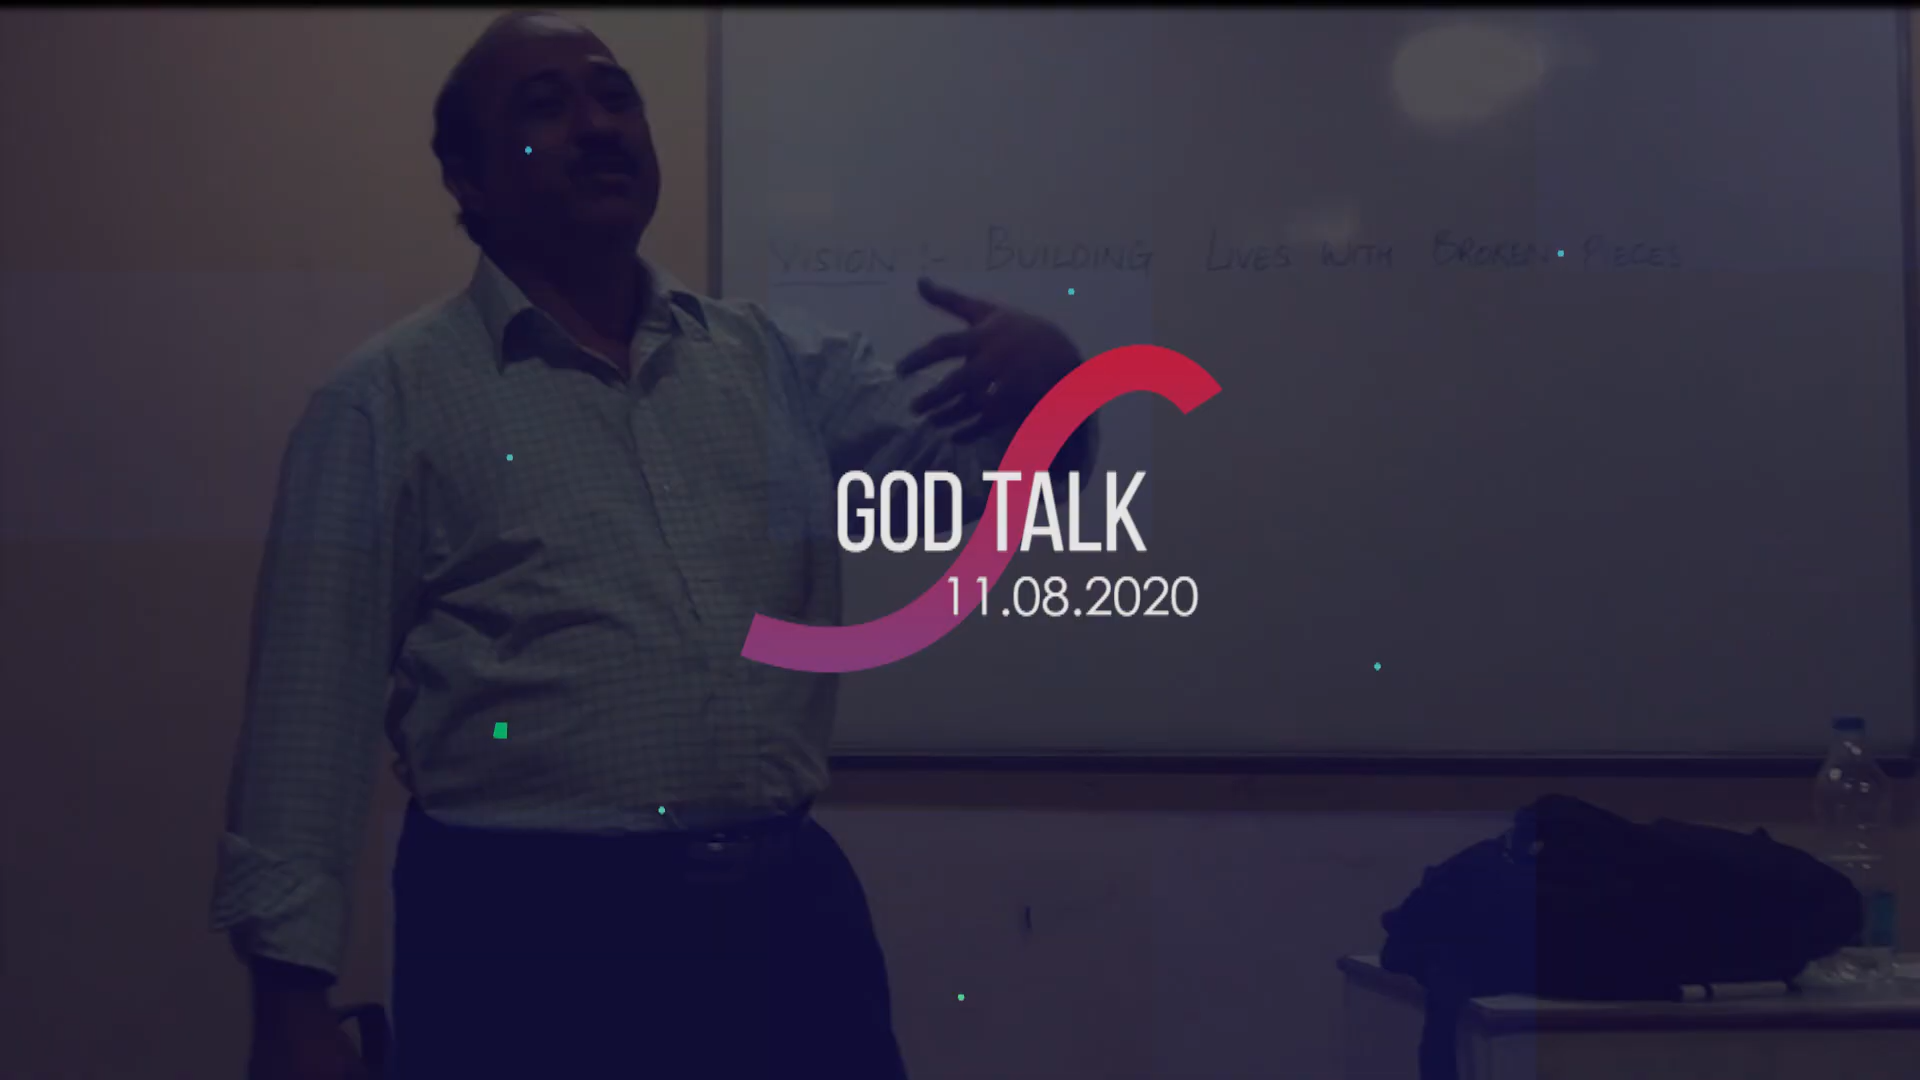 VISION :- BUILDING LIVES WITH BROKEN PIECES
GOD TALK
11.08.2020